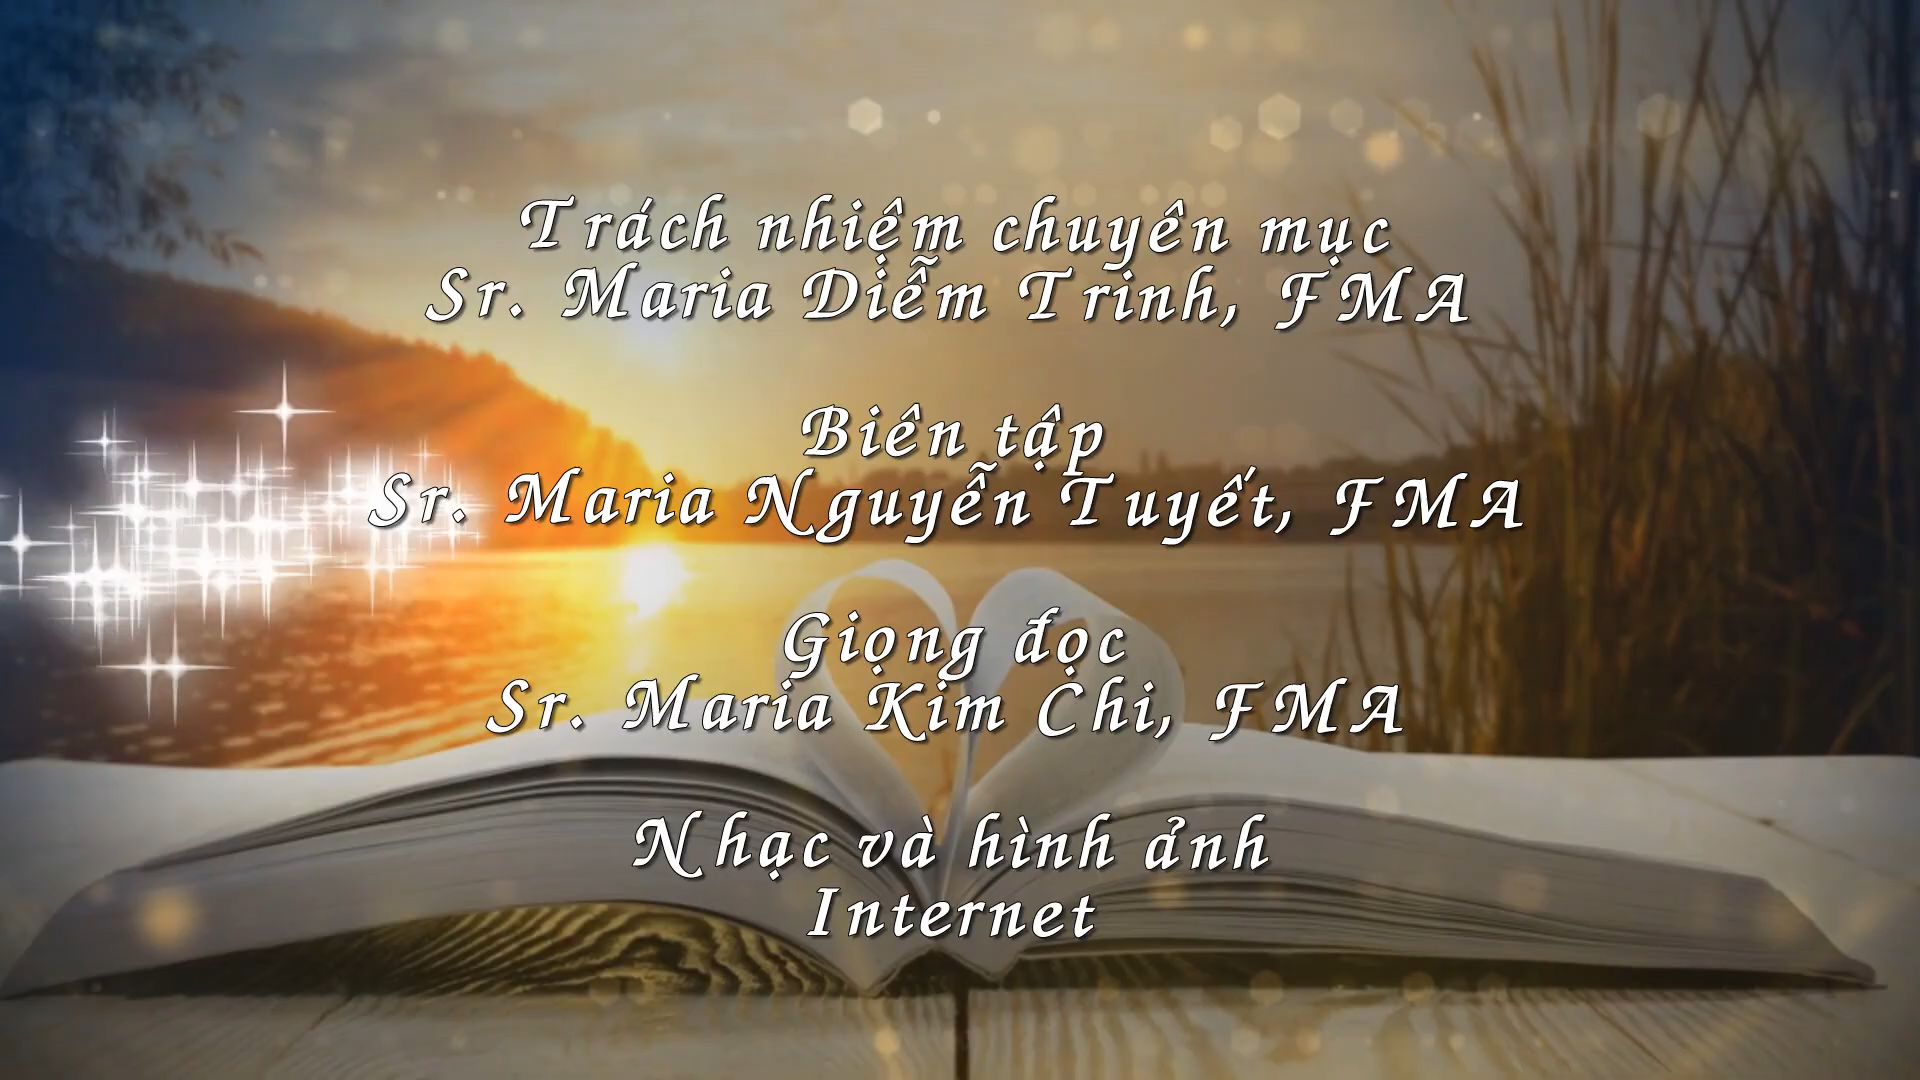 Trách nhiệm chuyên mục
Sr. Maria Diễm Trinh, FMA
Biên tập
Sr. Maria Nguyễn Tuyết, FMA
Giọng đọc
Sr. Maria Kim Chi, FMA
Nhạc và hình ảnh
Internet